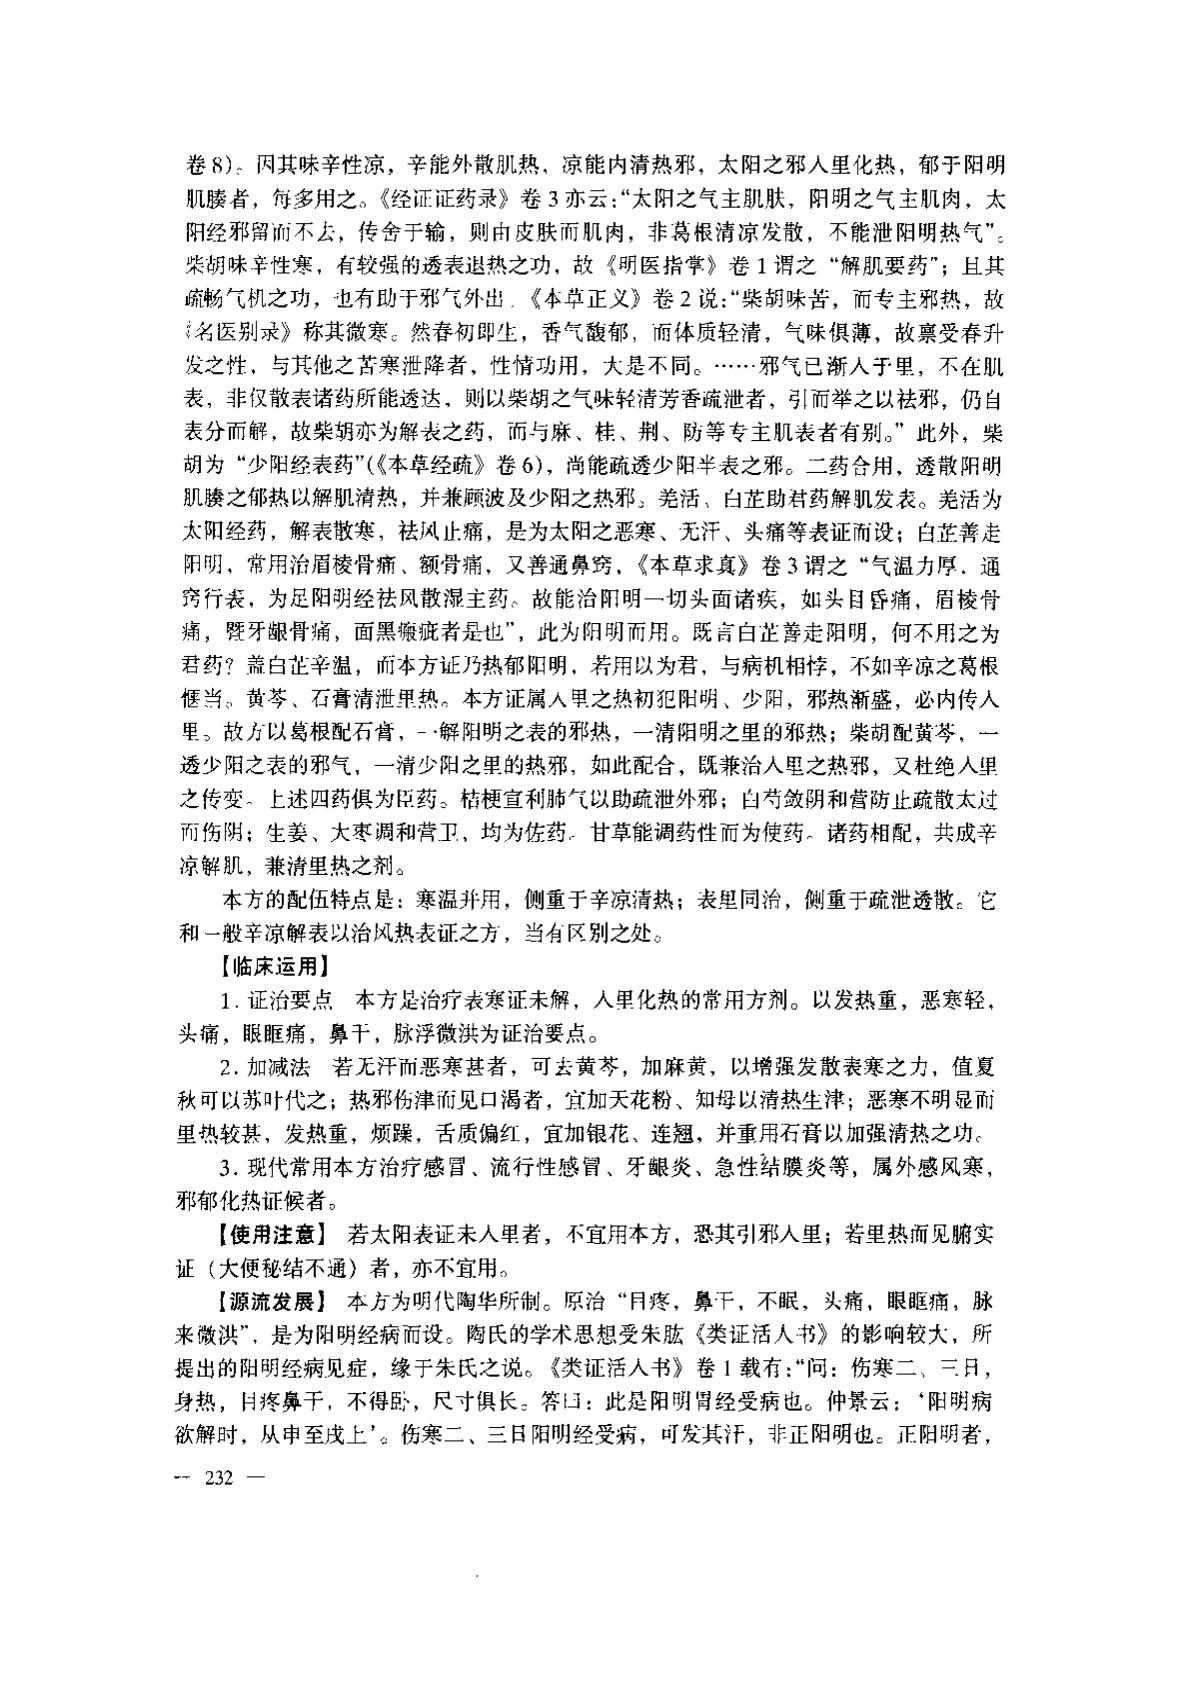 卷8)。因其味辛性凉，辛能外散肌热，凉能内清热邪，太阳之邪入里化热，郁于阳明
肌腠者，每多用之。《经证证药录》卷3亦云：“太阳之气主肌肤，阳明之气主肌肉，太
阳经邪留而不去，传舍于输，则由皮肤而肌肉，非葛根清凉发散，不能泄阳明热气”。
柴胡味辛性寒，有较强的透表退热之功，故《明医指掌》卷1谓之“解肌要药”；且其
疏畅气机之功，也有助于邪气外出。《本草正义》卷2说：“柴胡味苦，而专主邪热，故
《名医别录》称其微寒。然春初即生，香气馥郁，而体质轻清，气味俱薄，故禀受春升
发之性，与其他之苦寒泄降者，性情功用，大是不同。……邪气已渐入于里，不在肌
表，非仅散表诸药所能透达，则以柴胡之气味轻清芳香疏泄者，引而举之以祛邪，仍自
表分而解，故柴胡亦为解表之药，而与麻、桂、荆、防等专主肌表者有别。”此外，柴
胡为“少阳经表药”(《本草经疏》卷6)，尚能疏透少阳半表之邪。二药合用，透散阳明
肌腠之郁热以解肌清热，并兼顾波及少阳之热邪。羌活、白芷助君药解肌发表。羌活为
太阳经药，解表散寒，祛风止痛，是为太阳之恶寒、无汗、头痛等表证而设；白芷善走
阳明，常用治眉棱骨痛、额骨痛，又善通鼻窍，《本草求真》卷3谓之“气温力厚，通
窍行表，为足阳明经祛风散湿主药。故能治阳明一切头面诸疾，如头目昏痛，眉棱骨
痛，暨牙龈骨痛，面黑瘢疵者是也”，此为阳明而用。既言白芷善走阳明，何不用之为
君药？盖白芷辛温，而本方证乃热郁阳明，若用以为君，与病机相悖，不如辛凉之葛根
惬当。黄芩、石膏清泄里热。本方证属入里之热初犯阳明、少阳，邪热渐盛，必内传入
里。故方以葛根配石膏，一解阳明之表的邪热，一清阳明之里的邪热；柴胡配黄芩，一
透少阳之表的邪气，一清少阳之里的热邪，如此配合，既兼治入里之热邪，又杜绝入里
之传变。上述四药俱为臣药。桔梗宣利肺气以助疏泄外邪；白芍敛阴和营防止疏散太过
而伤阴；生姜、大枣调和营卫，均为佐药。甘草能调药性而为使药。诸药相配，共成辛
凉解肌，兼清里热之剂。
本方的配伍特点是：寒温并用，侧重于辛凉清热；表里同治，侧重于疏泄透散。它
和一般辛凉解表以治风热表证之方，当有区别之处。
【临床运用】
1. 证治要点 本方是治疗表寒证未解，入里化热的常用方剂。以发热重，恶寒轻，
头痛，眼眶痛，鼻干，脉浮微洪为证治要点。
2. 加减法 若无汗而恶寒甚者，可去黄芩，加麻黄，以增强发散表寒之力，值夏
秋可以苏叶代之；热邪伤津而见口渴者，宜加天花粉、知母以清热生津；恶寒不明显而
里热较甚，发热重，烦躁，舌质偏红，宜加银花、连翘，并重用石膏以加强清热之功。
3. 现代常用本方治疗感冒、流行性感冒、牙龈炎、急性结膜炎等，属外感风寒，
邪郁化热证候者。
【使用注意】 若太阳表证未入里者，不宜用本方，恐其引邪入里；若里热而见腑实
证（大便秘结不通）者，亦不宜用。
【源流发展】 本方为明代陶华所制。原治“目疼，鼻干，不眠，头痛，眼眶痛，脉
来微洪”，是为阳明经病而设。陶氏的学术思想受朱肱《类证活人书》的影响较大，所
提出的阳明经病见症，缘于朱氏之说。《类证活人书》卷1载有：“问：伤寒二、三日，
身热，目疼鼻干，不得卧，尺寸俱长。答曰：此是阳明胃经受病也。仲景云：‘阳明病
欲解时，从申至戌上’。伤寒二、三日阳明经受病，可发其汗，非正阳明也。正阳明者，
— 232 —